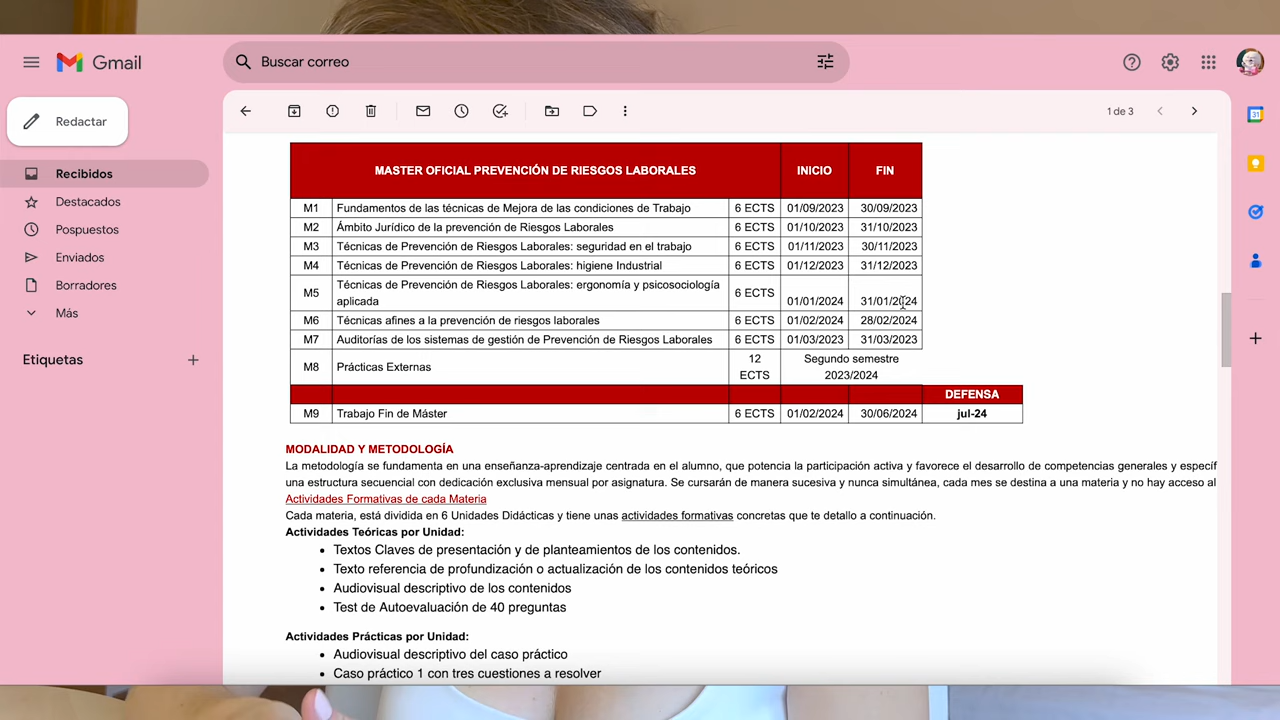 Gmail
Buscar correo
Redactar
1 de 3
Recibidos
Destacados
Pospuestos
Enviados
Borradores
Más
Etiquetas
31
MASTER OFICIAL PREVENCIÓN DE RIESGOS LABORALES INICIO FIN
M1 Fundamentos de las técnicas de Mejora de las condiciones de Trabajo 6 ECTS 01/09/2023 30/09/2023
M2 Ámbito Jurídico de la prevención de Riesgos Laborales 6 ECTS 01/10/2023 31/10/2023
M3 Técnicas de Prevención de Riesgos Laborales: seguridad en el trabajo 6 ECTS 01/11/2023 30/11/2023
M4 Técnicas de Prevención de Riesgos Laborales: higiene Industrial 6 ECTS 01/12/2023 31/12/2023
M5 Técnicas de Prevención de Riesgos Laborales: ergonomía y psicosociología
aplicada 6 ECTS 01/01/2024 31/01/2024
M6 Técnicas afines a la prevención de riesgos laborales 6 ECTS 01/02/2024 28/02/2024
M7 Auditorías de los sistemas de gestión de Prevención de Riesgos Laborales 6 ECTS 01/03/2023 31/03/2023
M8 Prácticas Externas 12 ECTS Segundo semestre
2023/2024
DEFENSA
M9 Trabajo Fin de Máster 6 ECTS 01/02/2024 30/06/2024 jul-24
MODALIDAD Y METODOLOGÍA
La metodología se fundamenta en una enseñanza-aprendizaje centrada en el alumno, que potencia la participación activa y favorece el desarrollo de competencias generales y específ
una estructura secuencial con dedicación exclusiva mensual por asignatura. Se cursarán de manera sucesiva y nunca simultánea, cada mes se destina a una materia y no hay acceso al
Actividades Formativas de cada Materia
Cada materia, está dividida en 6 Unidades Didácticas y tiene unas actividades formativas concretas que te detallo a continuación.
Actividades Teóricas por Unidad:
• Textos Claves de presentación y de planteamientos de los contenidos.
• Texto referencia de profundización o actualización de los contenidos teóricos
• Audiovisual descriptivo de los contenidos
• Test de Autoevaluación de 40 preguntas
Actividades Prácticas por Unidad:
• Audiovisual descriptivo del caso práctico
• Caso práctico 1 con tres cuestiones a resolver